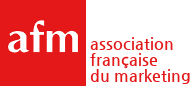 afm
association
française
du marketing